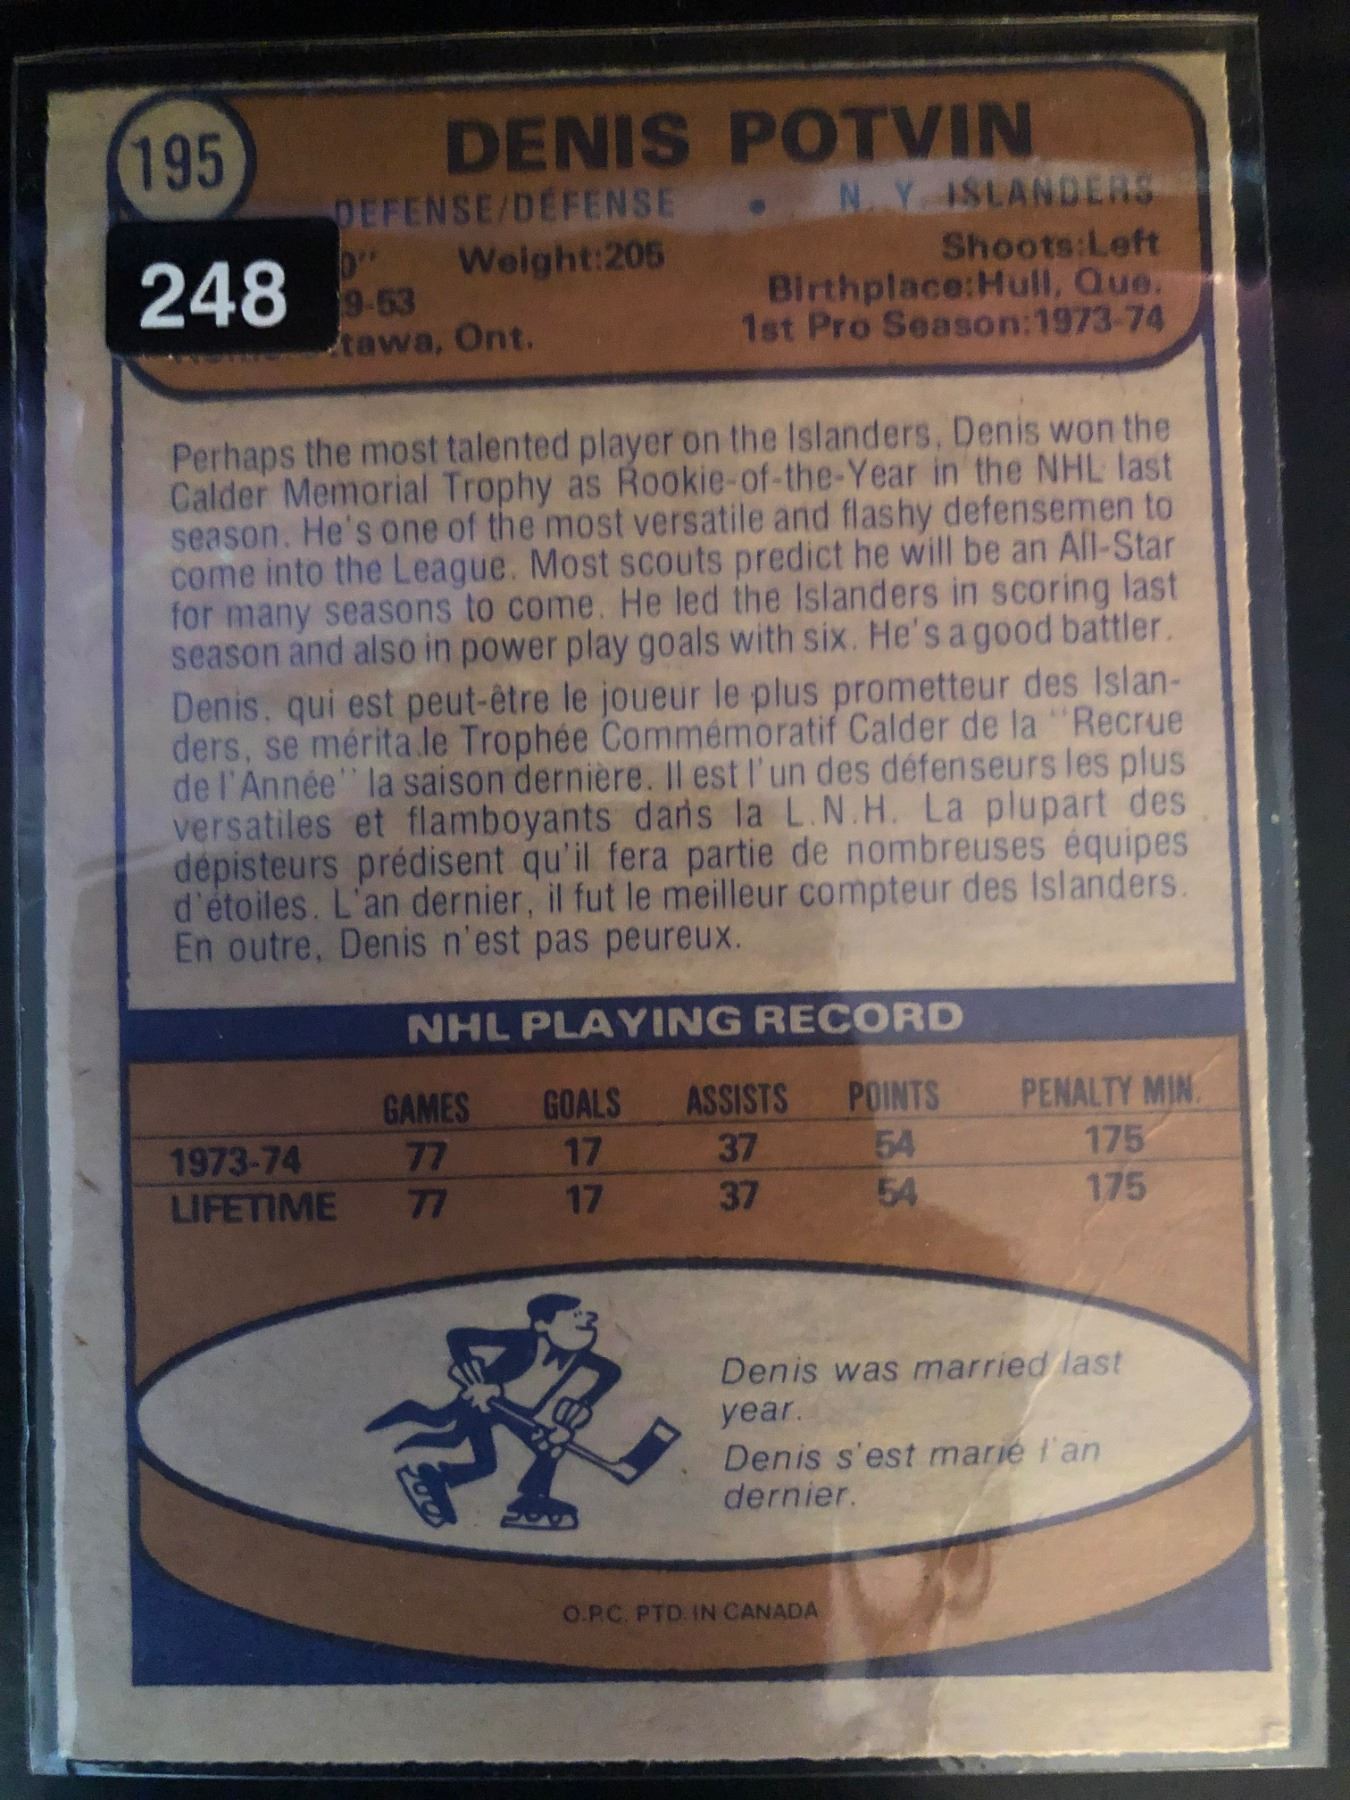 195
DENIS POTVIN
DEFENSE/DÉFENSE • N. Y. ISLANDERS
248
0" Weight:205 Shoots:Left
9-53 Birthplace:Hull, Que.
Ottawa, Ont. 1st Pro Season:1973-74
Perhaps the most talented player on the Islanders, Denis won the
Calder Memorial Trophy as Rookie-of-the-Year in the NHL last
season. He's one of the most versatile and flashy defensemen to
come into the League. Most scouts predict he will be an All-Star
for many seasons to come. He led the Islanders in scoring last
season and also in power play goals with six. He's a good battler.
Denis, qui est peut-être le joueur le plus prometteur des Islan-
ders, se mérita le Trophée Commémoratif Calder de la "Recrue
de l'Année" la saison dernière. Il est l'un des défenseurs les plus
versatiles et flamboyants dans la L.N.H. La plupart des
dépisteurs prédisent qu'il fera partie de nombreuses équipes
d'étoiles. L'an dernier, il fut le meilleur compteur des Islanders.
En outre, Denis n'est pas peureux.
NHL PLAYING RECORD
GAMES GOALS ASSISTS POINTS PENALTY MIN.
1973-74 77 17 37 54 175
LIFETIME 77 17 37 54 175
Denis was married last
year.
Denis s'est marié l'an
dernier.
O.P.C. PTD. IN CANADA